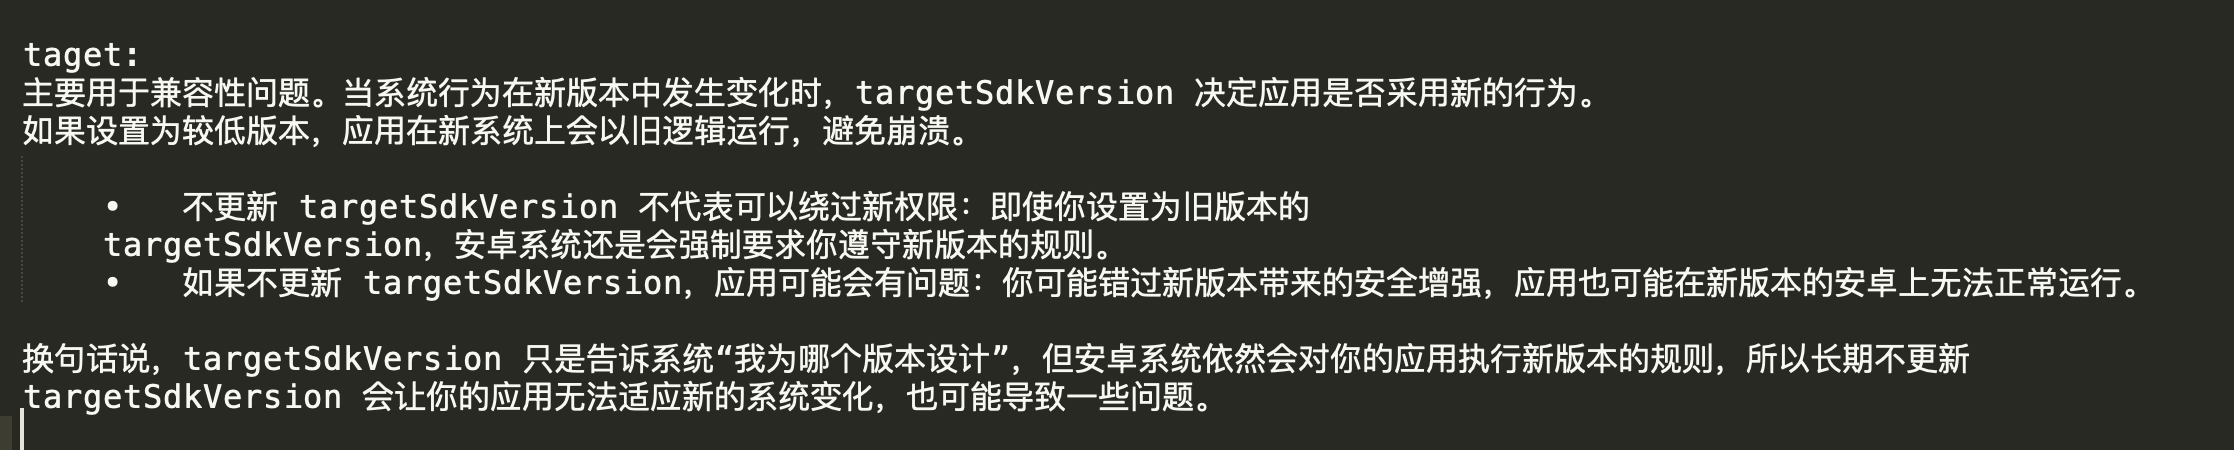 taget:
主要用于兼容性问题。当系统行为在新版本中发生变化时，targetSdkVersion 决定应用是否采用新的行为。
如果设置为较低版本，应用在新系统上会以旧逻辑运行，避免崩溃。
• 不更新 targetSdkVersion 不代表可以绕过新权限：即使你设置为旧版本的
targetSdkVersion，安卓系统还是会强制要求你遵守新版本的规则。
• 如果不更新 targetSdkVersion，应用可能会有问题：你可能错过新版本带来的安全增强，应用也可能在新版本的安卓上无法正常运行。
换句话说，targetSdkVersion 只是告诉系统“我为哪个版本设计”，但安卓系统依然会对你的应用执行新版本的规则，所以长期不更新
targetSdkVersion 会让你的应用无法适应新的系统变化，也可能导致一些问题。